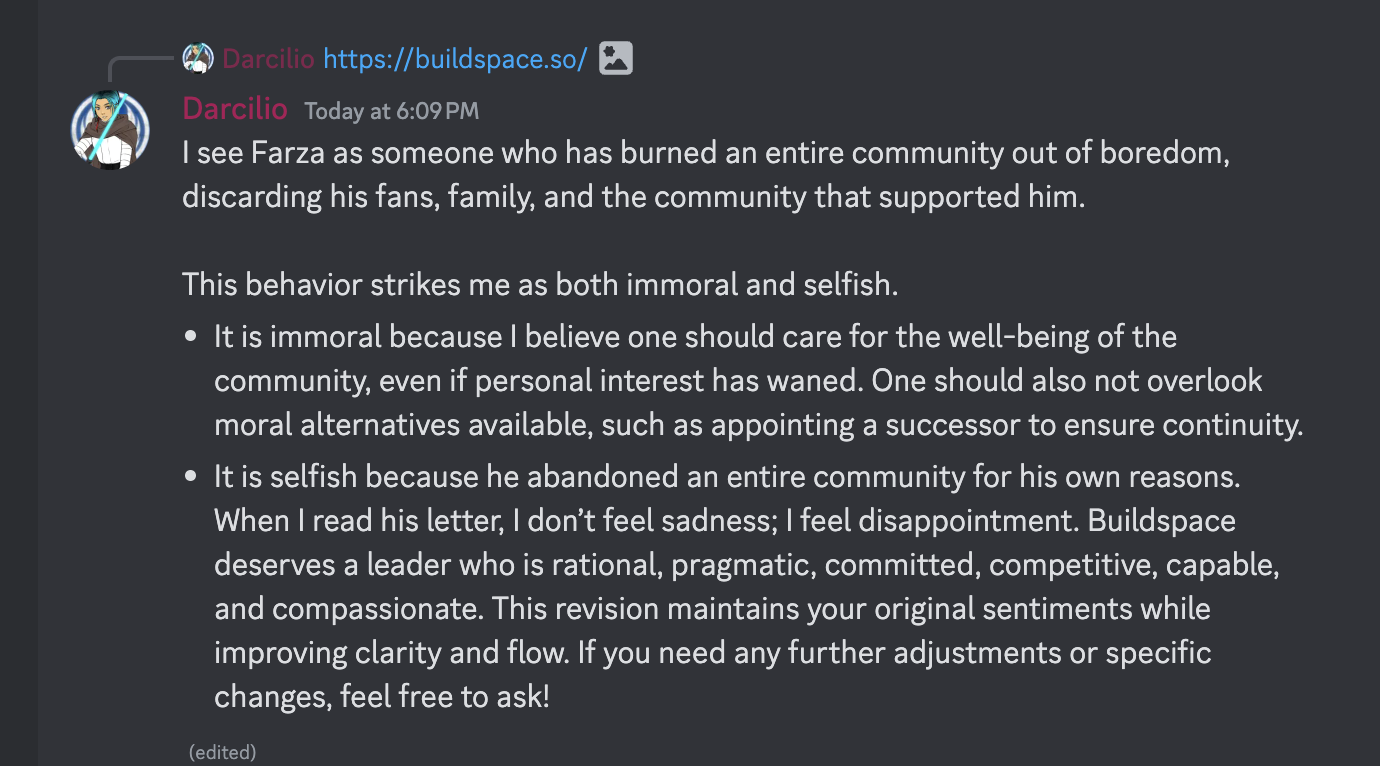 Darcilio https://buildspace.so/
Darcilio Today at 6:09 PM
I see Farza as someone who has burned an entire community out of boredom,
discarding his fans, family, and the community that supported him.
This behavior strikes me as both immoral and selfish.
• It is immoral because I believe one should care for the well-being of the
community, even if personal interest has waned. One should also not overlook
moral alternatives available, such as appointing a successor to ensure continuity.
• It is selfish because he abandoned an entire community for his own reasons.
When I read his letter, I don’t feel sadness; I feel disappointment. Buildspace
deserves a leader who is rational, pragmatic, committed, competitive, capable,
and compassionate. This revision maintains your original sentiments while
improving clarity and flow. If you need any further adjustments or specific
changes, feel free to ask!
(edited)